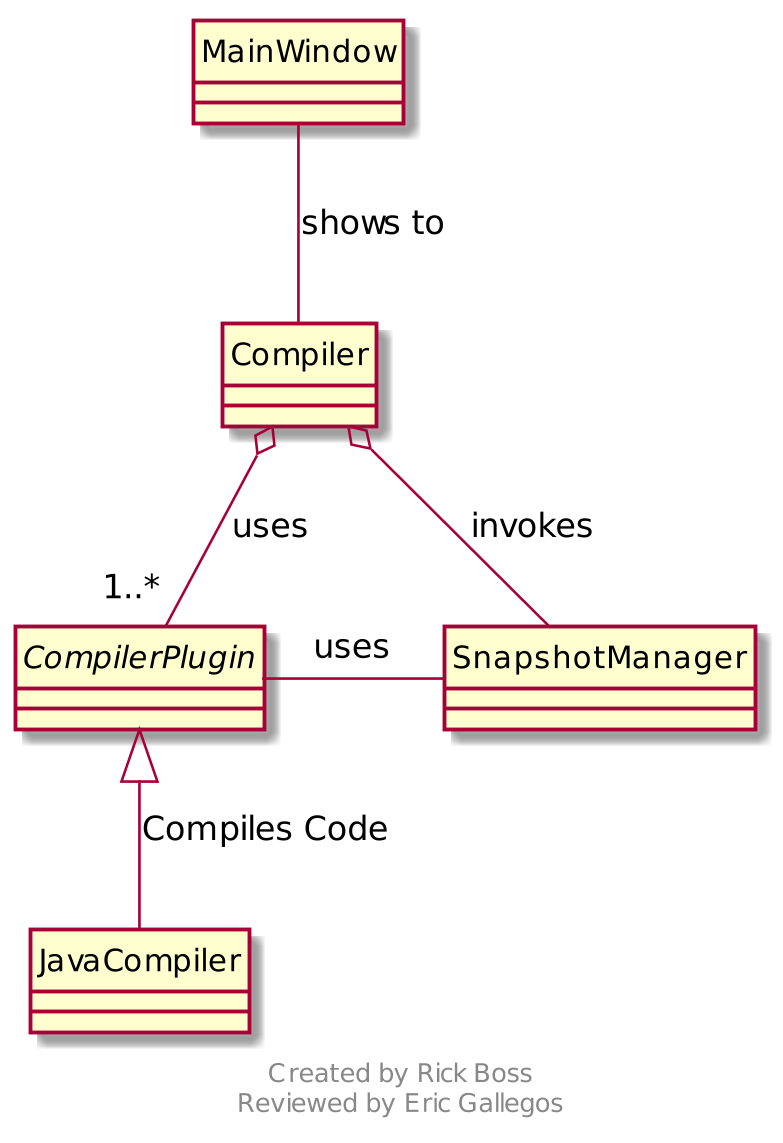 MainWindow
shows to
Compiler
uses
invokes
1..*
uses
CompilerPlugin
SnapshotManager
Compiles Code
JavaCompiler
Created by Rick Boss
Reviewed by Eric Gallegos